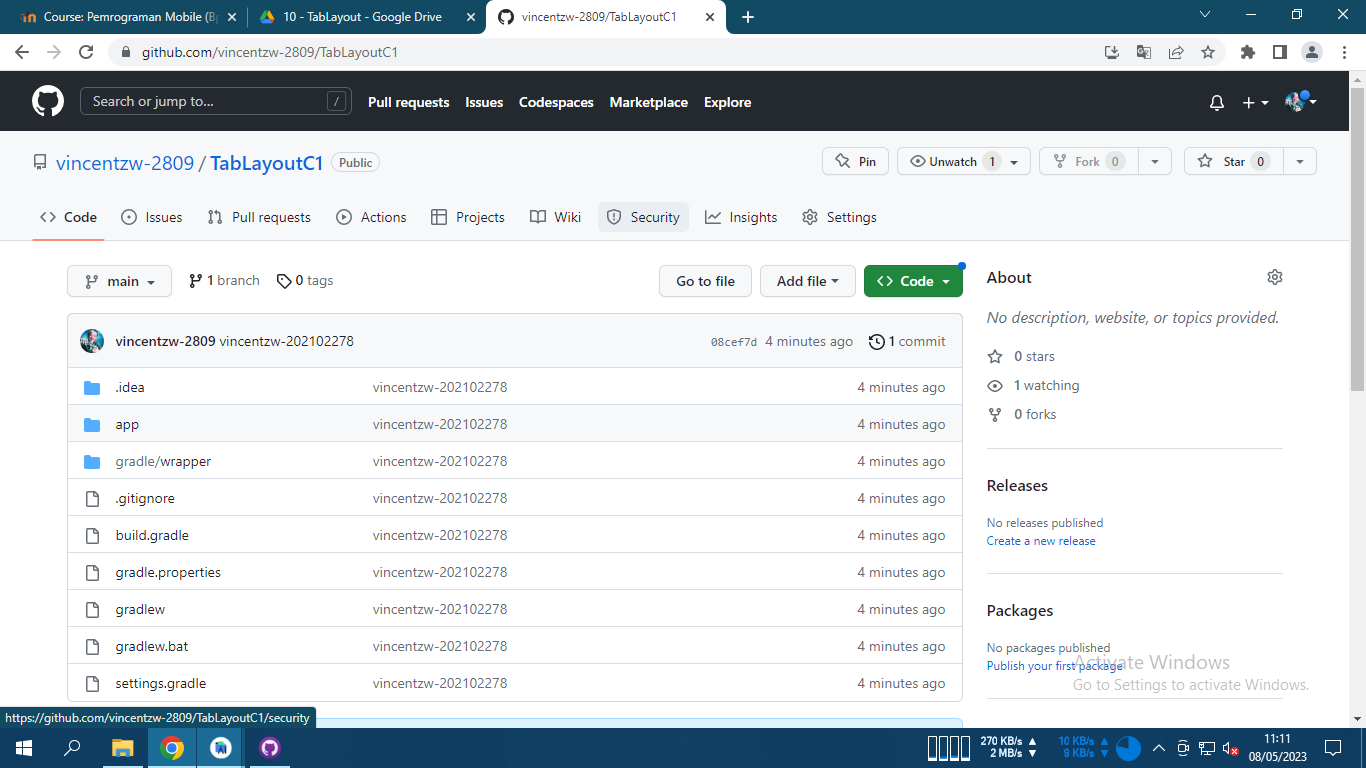 Course: Pemrograman Mobile (B
10 - TabLayout - Google Drive
vincentzw-2809/TabLayoutC1
github.com/vincentzw-2809/TabLayoutC1
Search or jump to...
/
Pull requests
Issues
Codespaces
Marketplace
Explore
vincentzw-2809 / TabLayoutC1
Public
Pin
Unwatch 1
Fork 0
Star 0
Code
Issues
Pull requests
Actions
Projects
Wiki
Security
Insights
Settings
main
1 branch
0 tags
Go to file
Add file
Code
vincentzw-2809 vincentzw-202102278
08cef7d 4 minutes ago
1 commit
.idea vincentzw-202102278 4 minutes ago
app vincentzw-202102278 4 minutes ago
gradle/wrapper vincentzw-202102278 4 minutes ago
.gitignore vincentzw-202102278 4 minutes ago
build.gradle vincentzw-202102278 4 minutes ago
gradle.properties vincentzw-202102278 4 minutes ago
gradlew vincentzw-202102278 4 minutes ago
gradlew.bat vincentzw-202102278 4 minutes ago
settings.gradle vincentzw-202102278 4 minutes ago
About
No description, website, or topics provided.
0 stars
1 watching
0 forks
Releases
No releases published
Create a new release
Packages
No packages published
Publish your first package
Activate Windows
Go to Settings to activate Windows.
https://github.com/vincentzw-2809/TabLayoutC1/security
270 KB/s
2 MB/s
10 KB/s
9 KB/s
11:11
08/05/2023